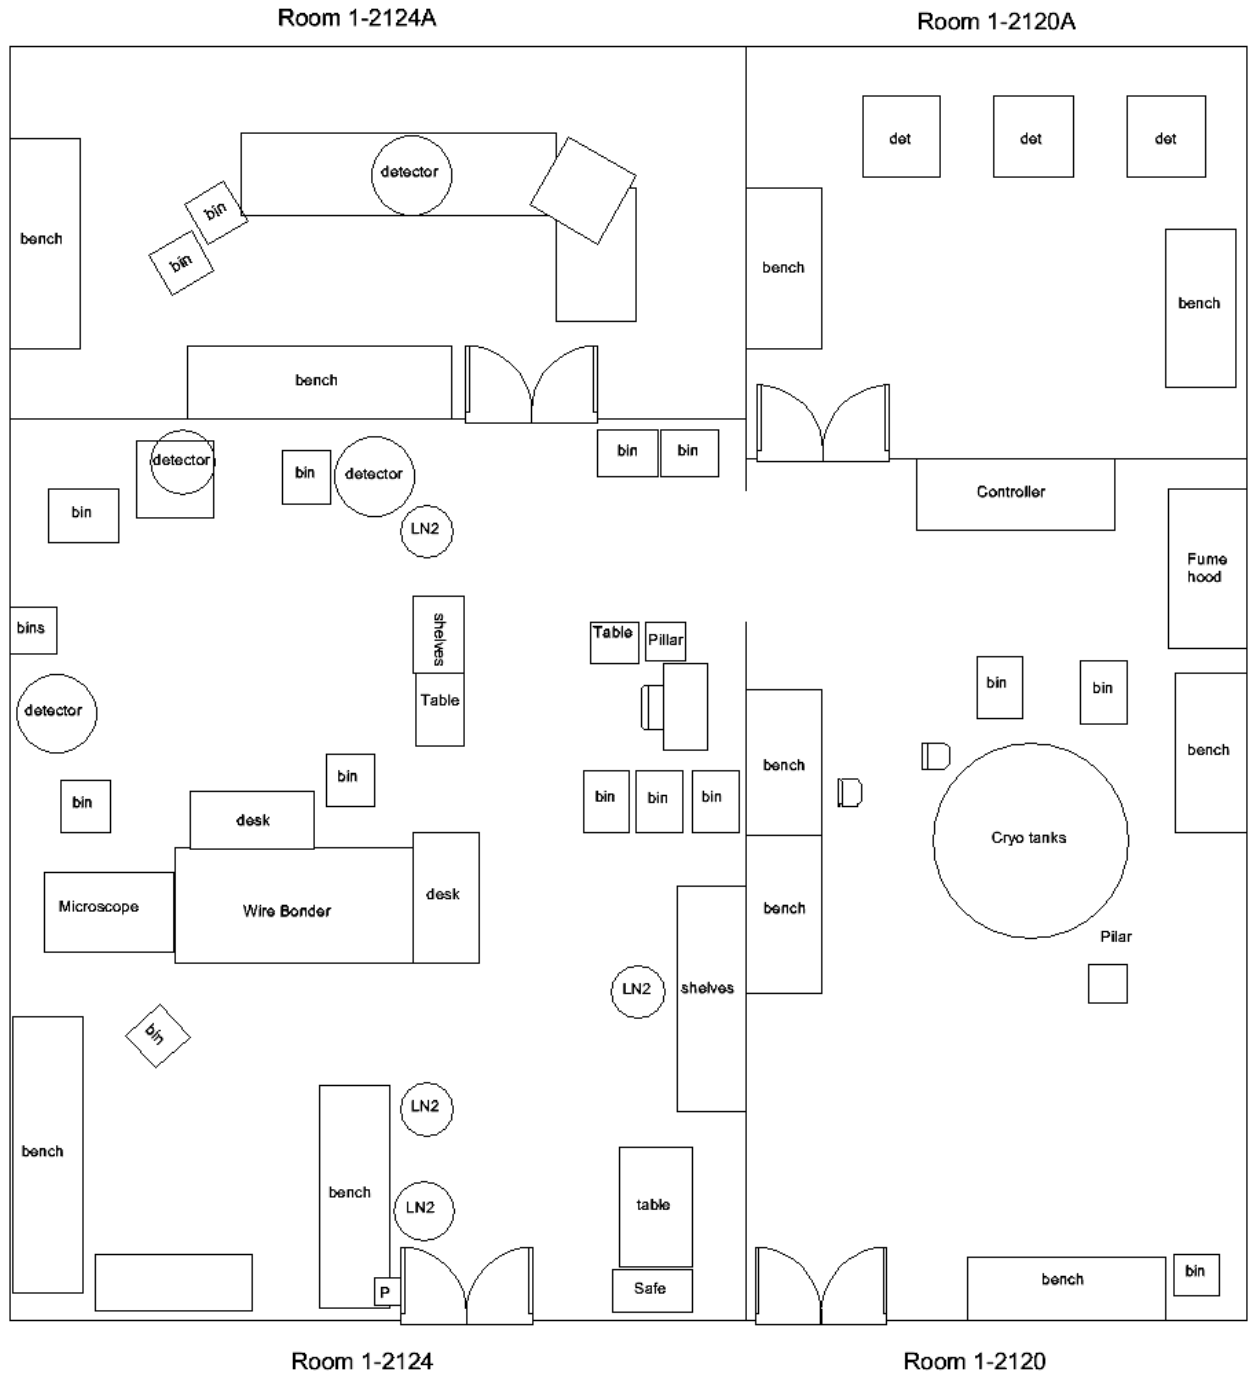 Room 1-2124A
Room 1-2120A
det
det
det
detector
bin
bin
bench
bench
bench
bench
bench
bin
bin
detector
bin
detector
bin
LN2
Controller
Fume
hood
bins
shelves
Table
Pillar
Table
detector
bin
bin
bench
bench
bin
bin
desk
bin
bin
bin
Cryo tanks
Microscope
Wire Bonder
desk
bench
Pilar
LN2
shelves
bin
LN2
bench
bench
LN2
table
P
Safe
bench
bin
Room 1-2124
Room 1-2120